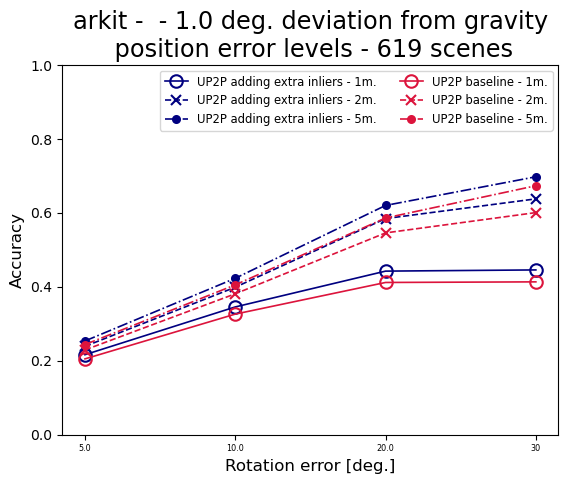 arkit -  - 1.0 deg. deviation from gravity
position error levels - 619 scenes
UP2P adding extra inliers - 1m.
UP2P adding extra inliers - 2m.
UP2P adding extra inliers - 5m.
UP2P baseline - 1m.
UP2P baseline - 2m.
UP2P baseline - 5m.
1.0
0.8
0.6
0.4
0.2
0.0
Accuracy
5.0 10.0 20.0 30
Rotation error [deg.]